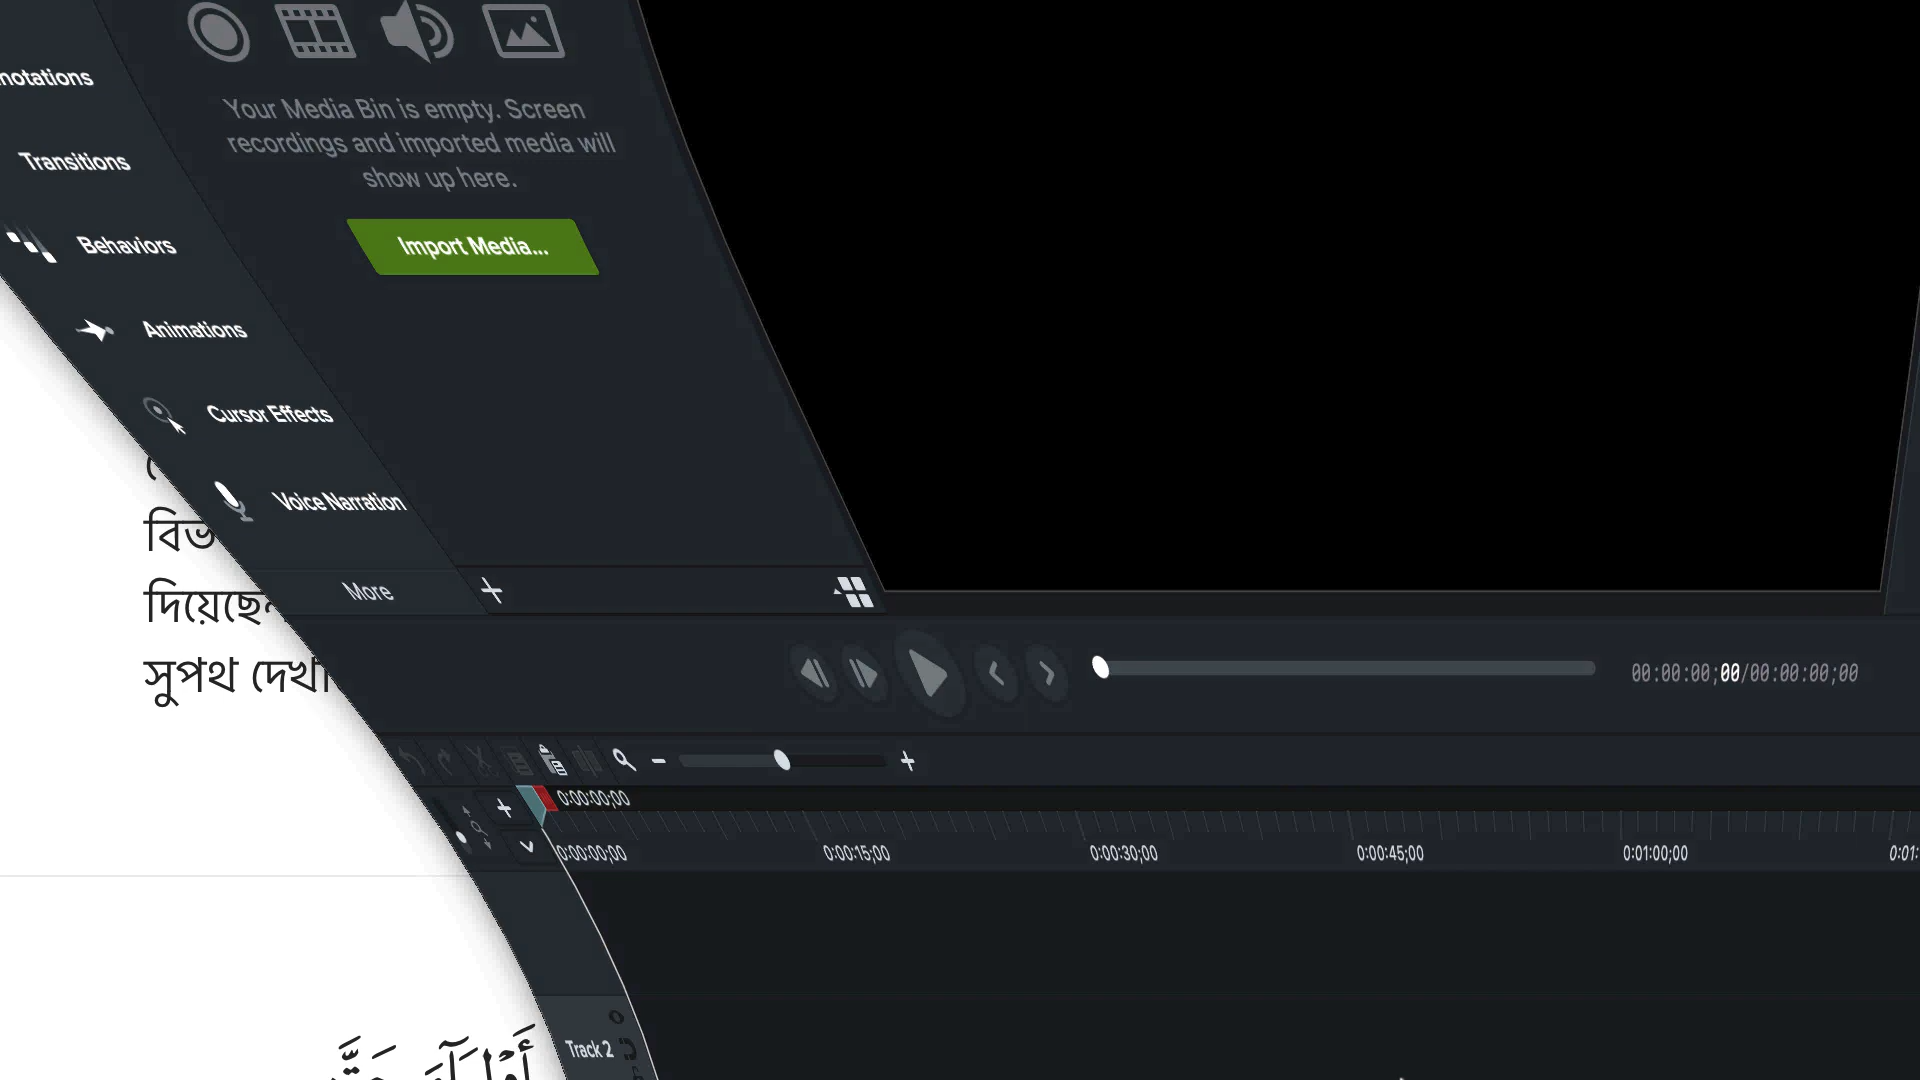 Transitions
Behaviors
Animations
Cursor Effects
Voice Narration
More
Your Media Bin is empty. Screen
recordings and imported media will
show up here.
Import Media...
00:00:00;00/00:00:00;00
0:00:00;00
0:00:00;00 0:00:15;00 0:00:30;00 0:00:45;00 0:01:00;00
Track 2
সুপথ